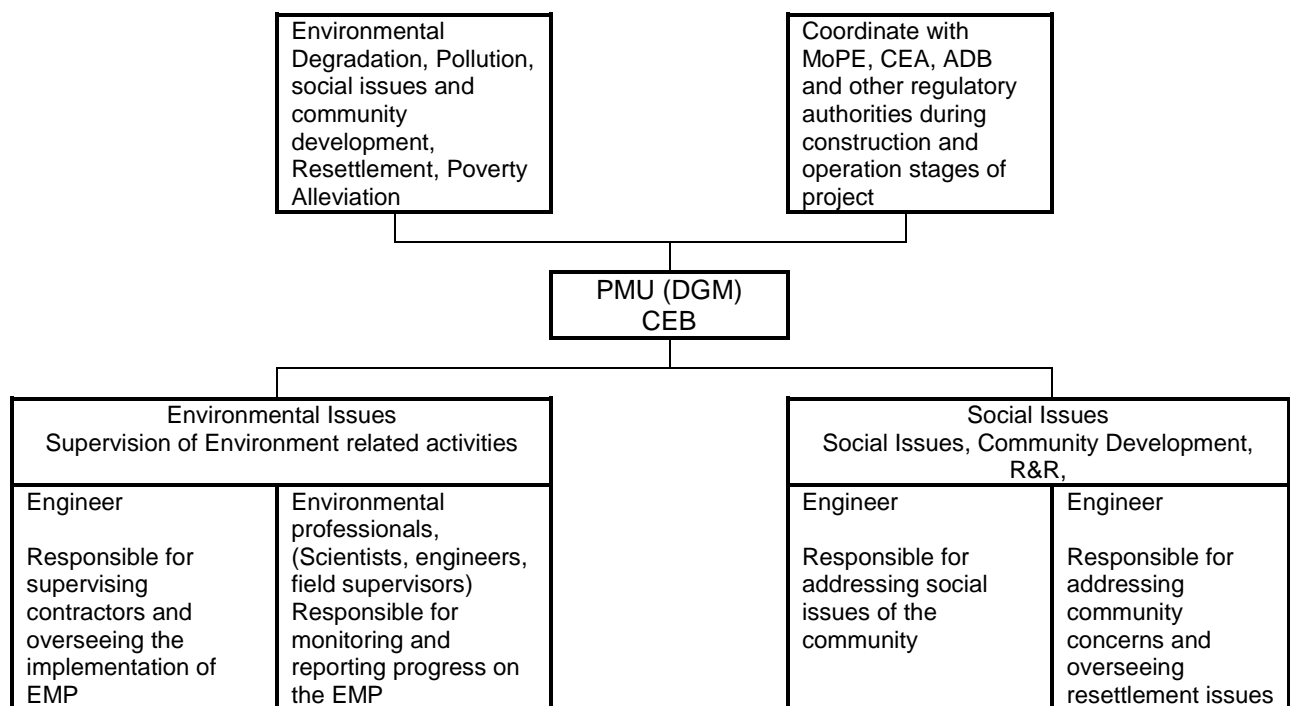 Environmental
Degradation, Pollution,
social issues and
community
development,
Resettlement, Poverty
Alleviation
Coordinate with
MoPE, CEA, ADB
and other regulatory
authorities during
construction and
operation stages of
project
PMU (DGM)
CEB
Environmental Issues
Supervision of Environment related activities
Engineer
Responsible for
supervising
contractors and
overseeing the
implementation of
EMP
Environmental
professionals,
(Scientists, engineers,
field supervisors)
Responsible for
monitoring and
reporting progress on
the EMP
Social Issues
Social Issues, Community Development,
R&R,
Engineer
Responsible for
addressing social
issues of the
community
Engineer
Responsible for
addressing
community
concerns and
overseeing
resettlement issues